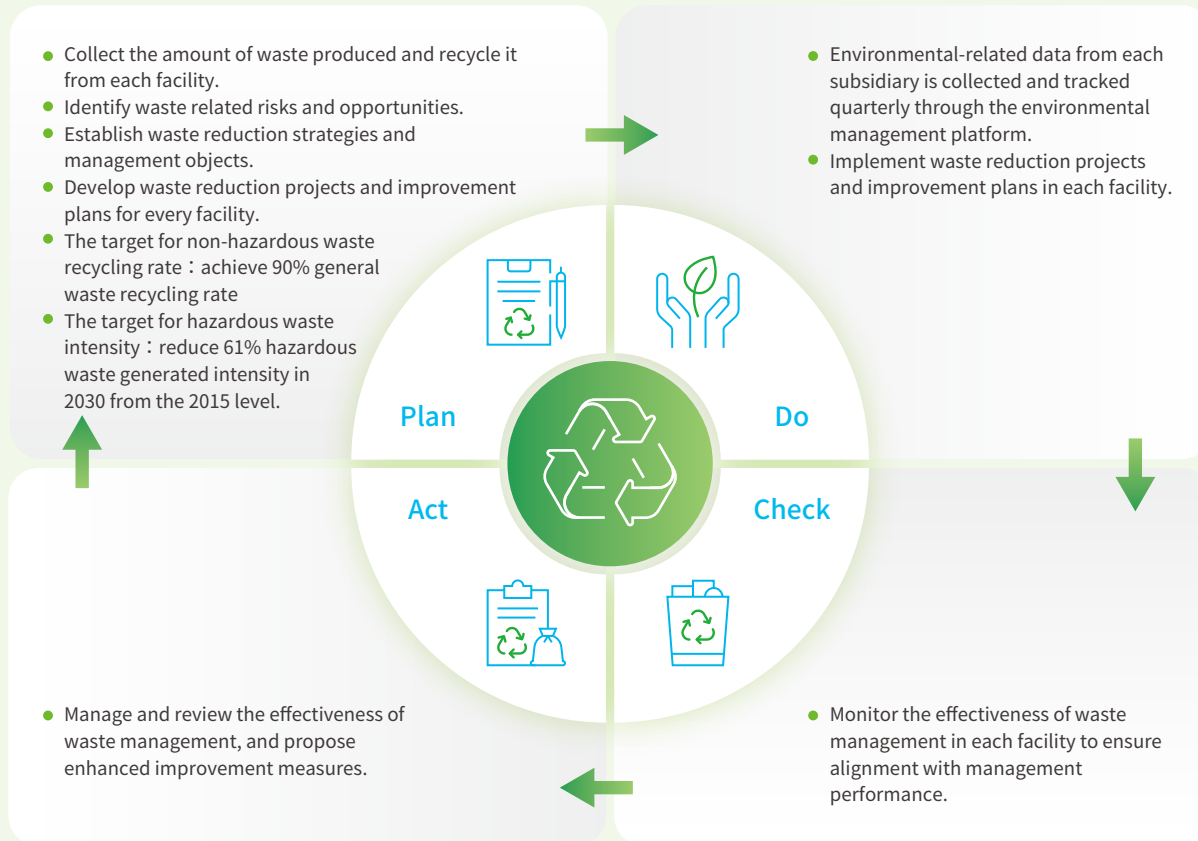 Collect the amount of waste produced and recycle it
from each facility.
Identify waste related risks and opportunities.
Establish waste reduction strategies and
management objects.
Develop waste reduction projects and improvement
plans for every facility.
The target for non-hazardous waste
recycling rate：achieve 90% general
waste recycling rate
The target for hazardous waste
intensity：reduce 61% hazardous
waste generated intensity in
2030 from the 2015 level.
Environmental-related data from each
subsidiary is collected and tracked
quarterly through the environmental
management platform.
Implement waste reduction projects
and improvement plans in each facility.
Plan
Do
Act
Check
Manage and review the effectiveness of
waste management, and propose
enhanced improvement measures.
Monitor the effectiveness of waste
management in each facility to ensure
alignment with management
performance.